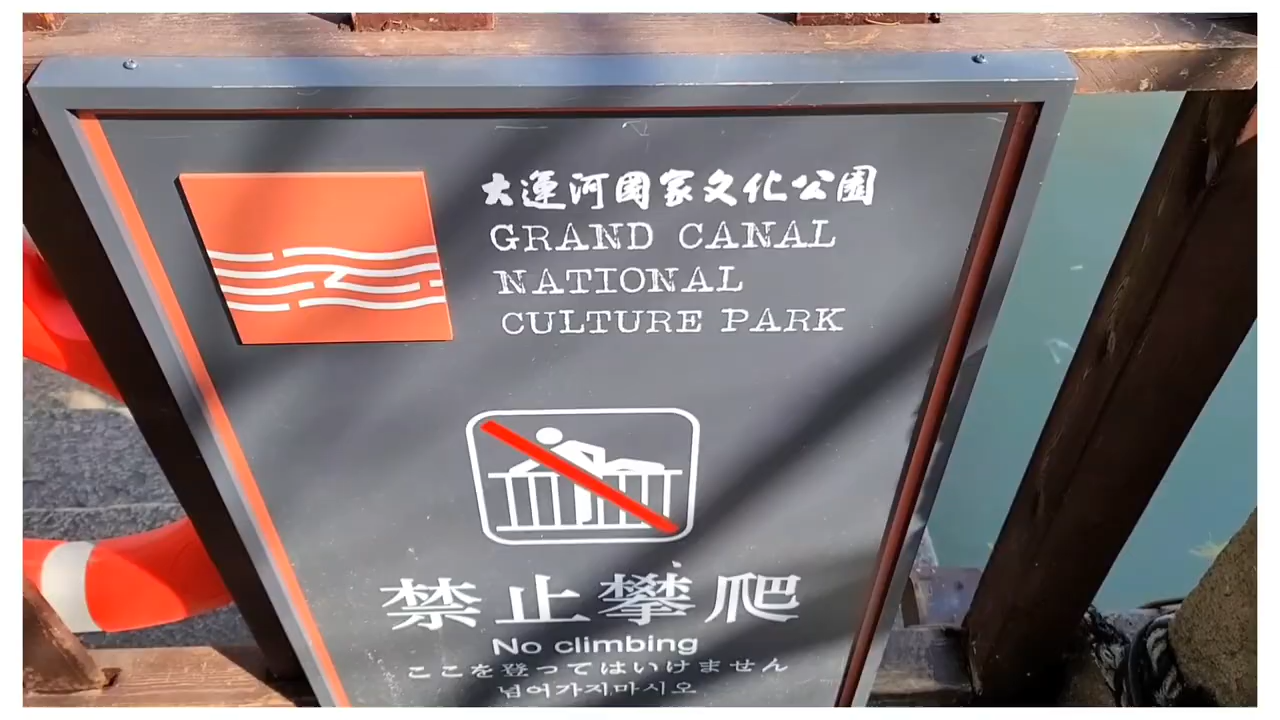 大運河國家文化公園
GRAND CANAL
NATIONAL
CULTURE PARK
禁止攀爬
No climbing
ここを登ってはいけません
넘어가지마시오